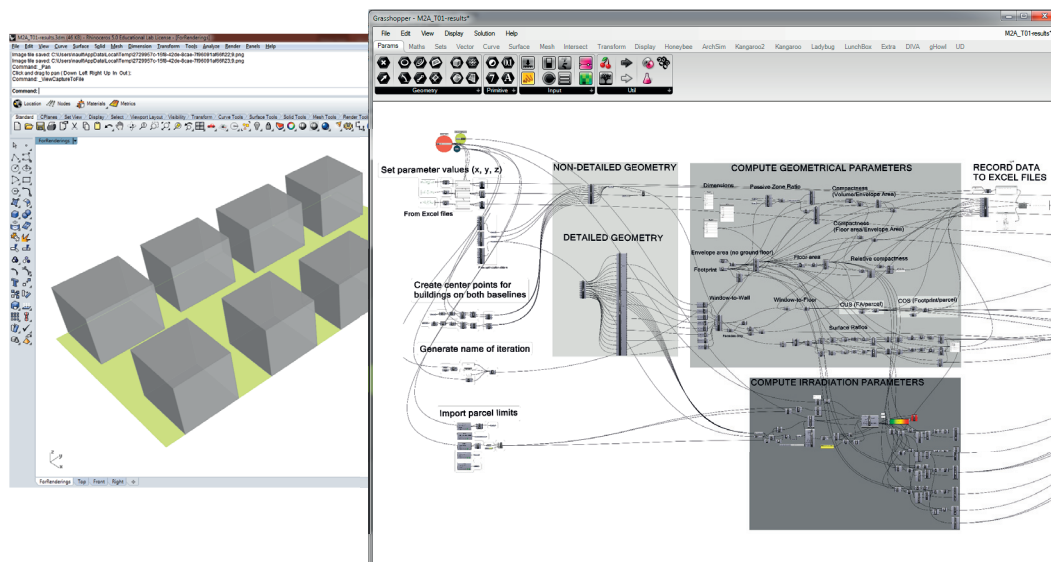 M2A_T01-results.3dm (46 KB) - Rhinoceros 5.0 Educational Lab License - [ForRenderings]
File Edit View Curve Surface Solid Mesh Dimension Transform Tools Analyze Render Panels Help
Command: _Pan
Click and drag to pan ( Down Left Right Up In Out ):
Command: _ViewCaptureToFile
Command:
Location Nodes Materials Metrics
Standard CPlanes Set View Display Select Viewport Layout Visibility Transform Curve Tools Surface Tools Solid Tools Mesh Tools Render Tools
ForRenderings
z
y
x
ForRenderings Top Front Right
Grasshopper - M2A_T01-results*
File Edit View Display Solution Help
M2A_T01-results*
Params Maths Sets Vector Curve Surface Mesh Intersect Transform Display Honeybee ArchSim Kangaroo2 Kangaroo Ladybug LunchBox Extra DIVA gHowl UD
Geometry Primitive Input Util
Set parameter values (x, y, z)
From Excel files
Create center points for
buildings on both baselines
Generate name of iteration
Import parcel limits
NON-DETAILED GEOMETRY
DETAILED GEOMETRY
COMPUTE GEOMETRICAL PARAMETERS
Dimensions
Passive Zone Ratio
Compactness
(Volume/Envelope Area)
Compactness
(Floor area/Envelope Area)
Envelope area (no ground floor)
Floor area
Relative compactness
Footprint
Window-to-Wall
Window-to-Floor
CUS (FA/parcel)
COS (Footprint/parcel)
Surface Ratios
COMPUTE IRRADIATION PARAMETERS
RECORD DATA
TO EXCEL FILES